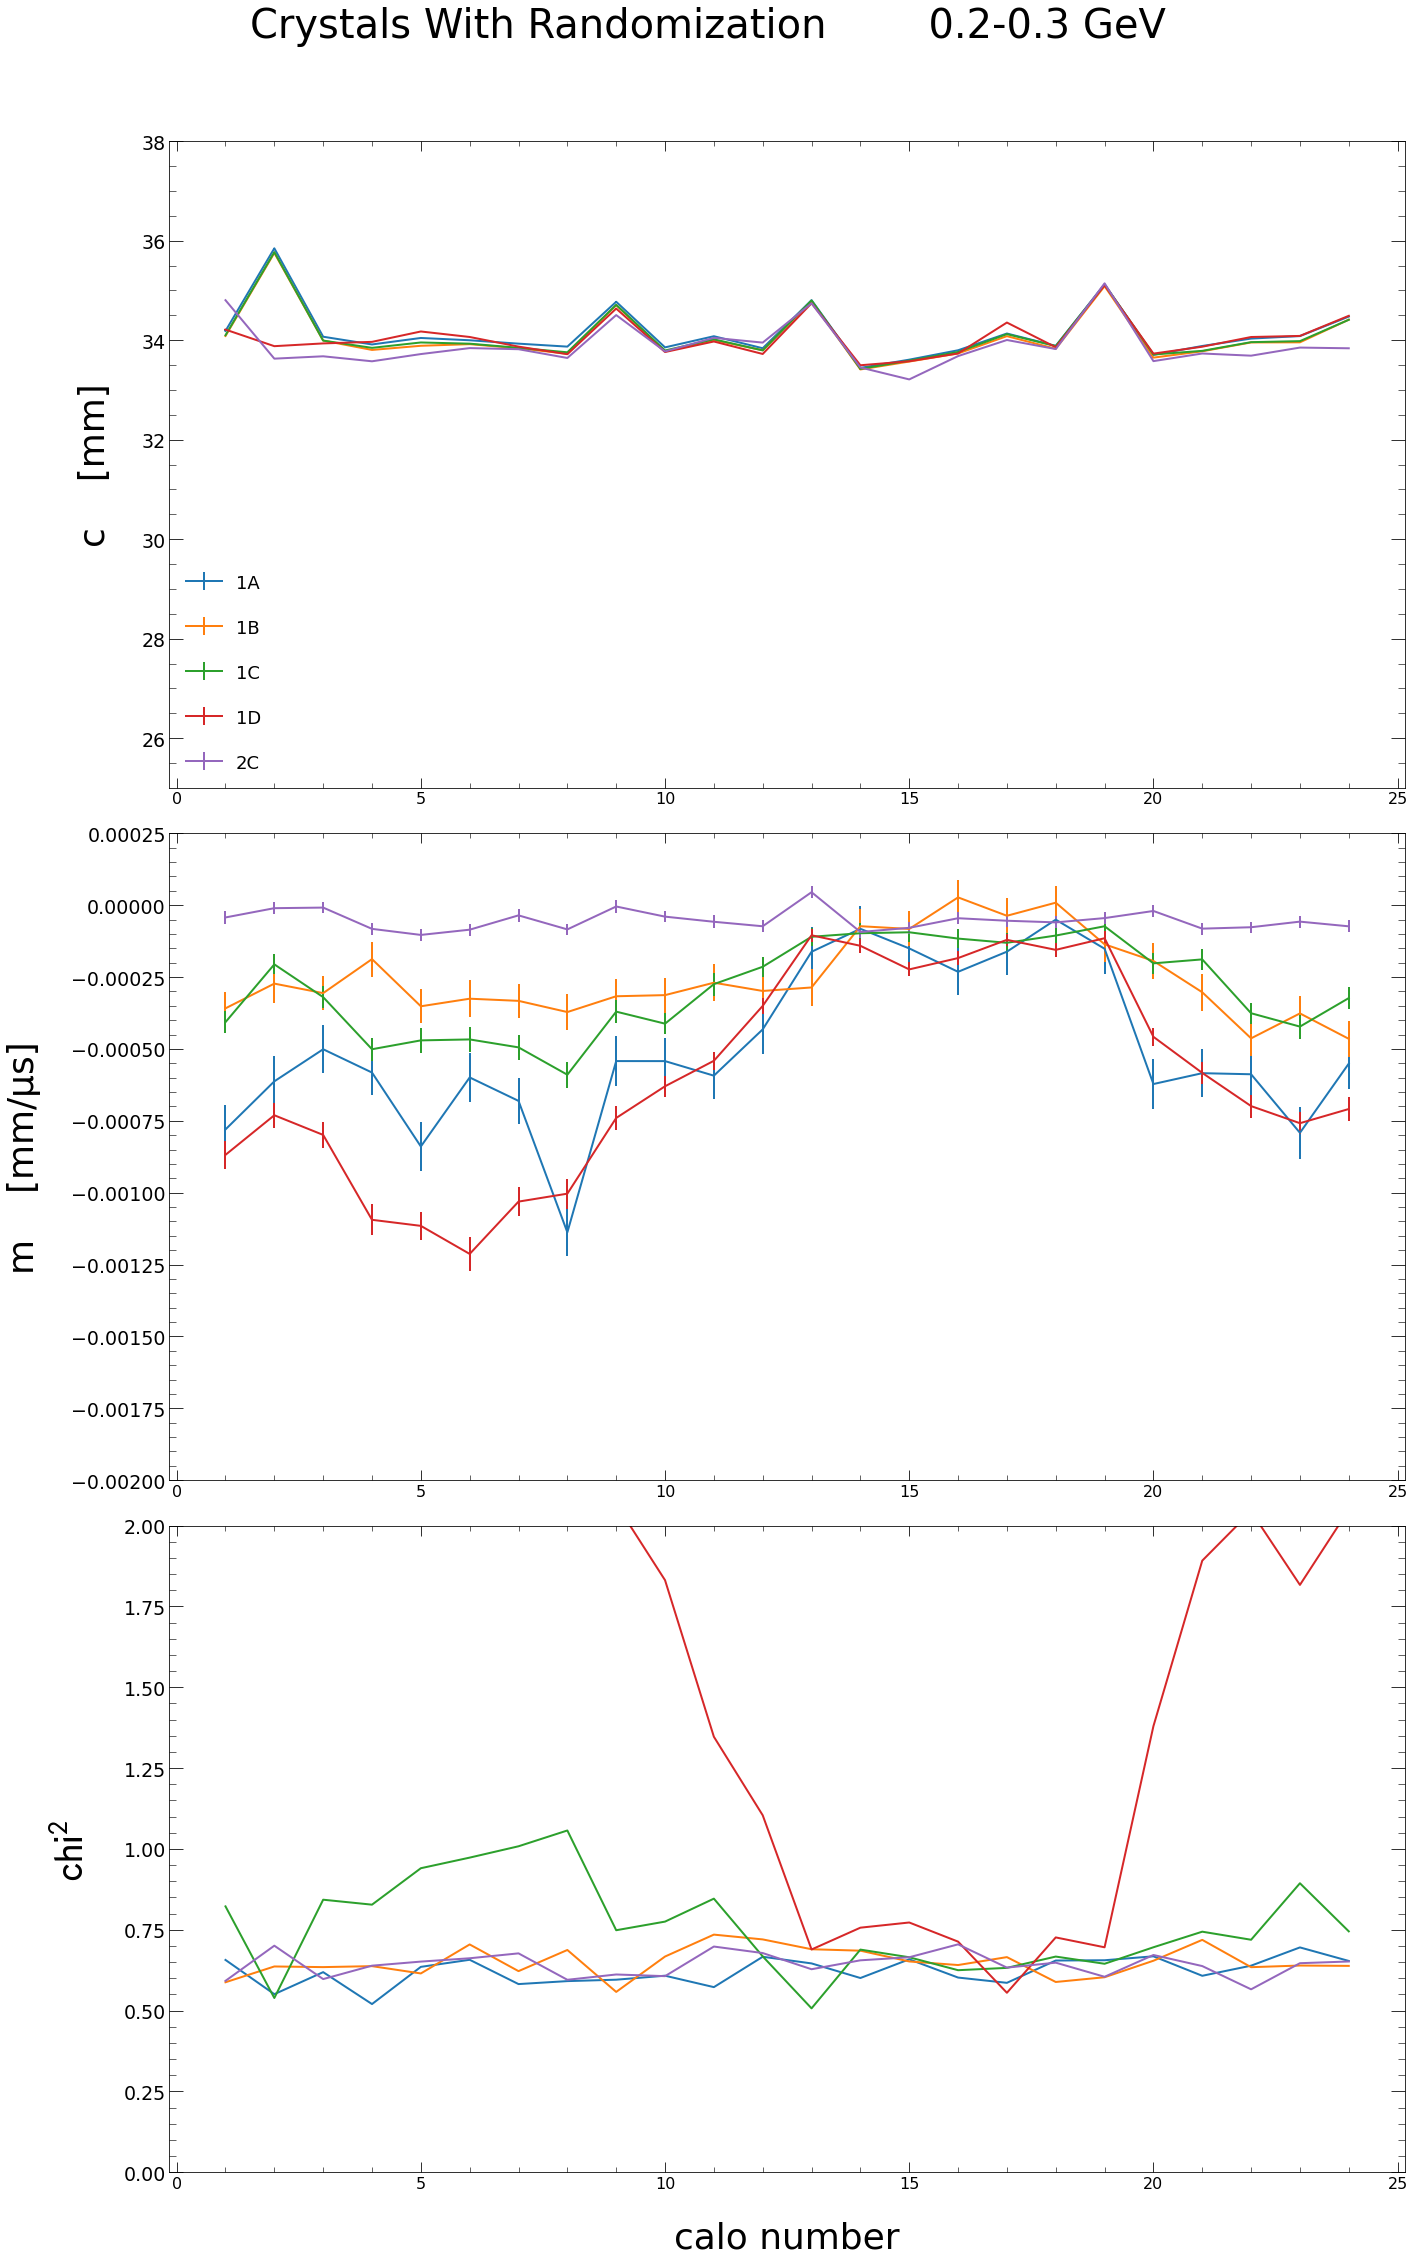 Crystals With Randomization 0.2-0.3 GeV
38
36
34
32
30
28
26
c [mm]
1A
1B
1C
1D
2C
0 5 10 15 20 25
0.00025
0.00000
−0.00025
−0.00050
−0.00075
−0.00100
−0.00125
−0.00150
−0.00175
−0.00200
m [mm/µs]
0 5 10 15 20 25
2.00
1.75
1.50
1.25
1.00
0.75
0.50
0.25
0.00
chi²
0 5 10 15 20 25
calo number